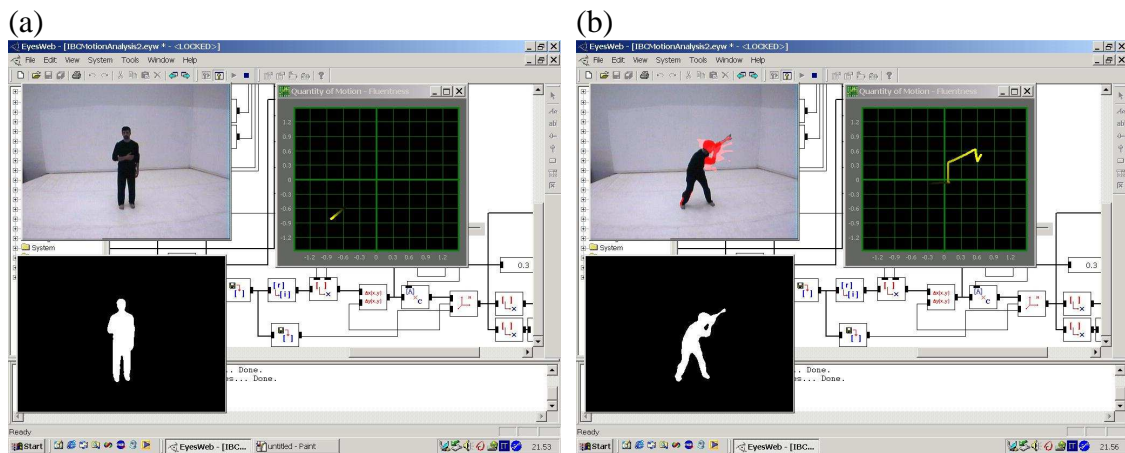 (a)
EyesWeb - [IBCMotionAnalysis2.eyw * - <LOCKED>]
File Edit View System Tools Window Help
Quantity of Motion - Fluentness
1.2
0.9
0.6
0.3
0
-0.3
-0.6
-0.9
-1.2
-1.2 -0.9 -0.6 -0.3 0 0.3 0.6 0.9 1.2
System
0.3
.. Done.
es... Done.
Ready
Start
EyesWeb - [IBC...
untitled - Paint
IT
21.53
(b)
EyesWeb - [IBCMotionAnalysis2.eyw * - <LOCKED>]
File Edit View System Tools Window Help
Quantity of Motion - Fluentness
1.2
0.9
0.6
0.3
0
-0.3
-0.6
-0.9
-1.2
-1.2 -0.9 -0.6 -0.3 0 0.3 0.6 0.9 1.2
System
0.3
.. Done.
es... Done.
Ready
Start
EyesWeb - [IBC...
IT
21.56